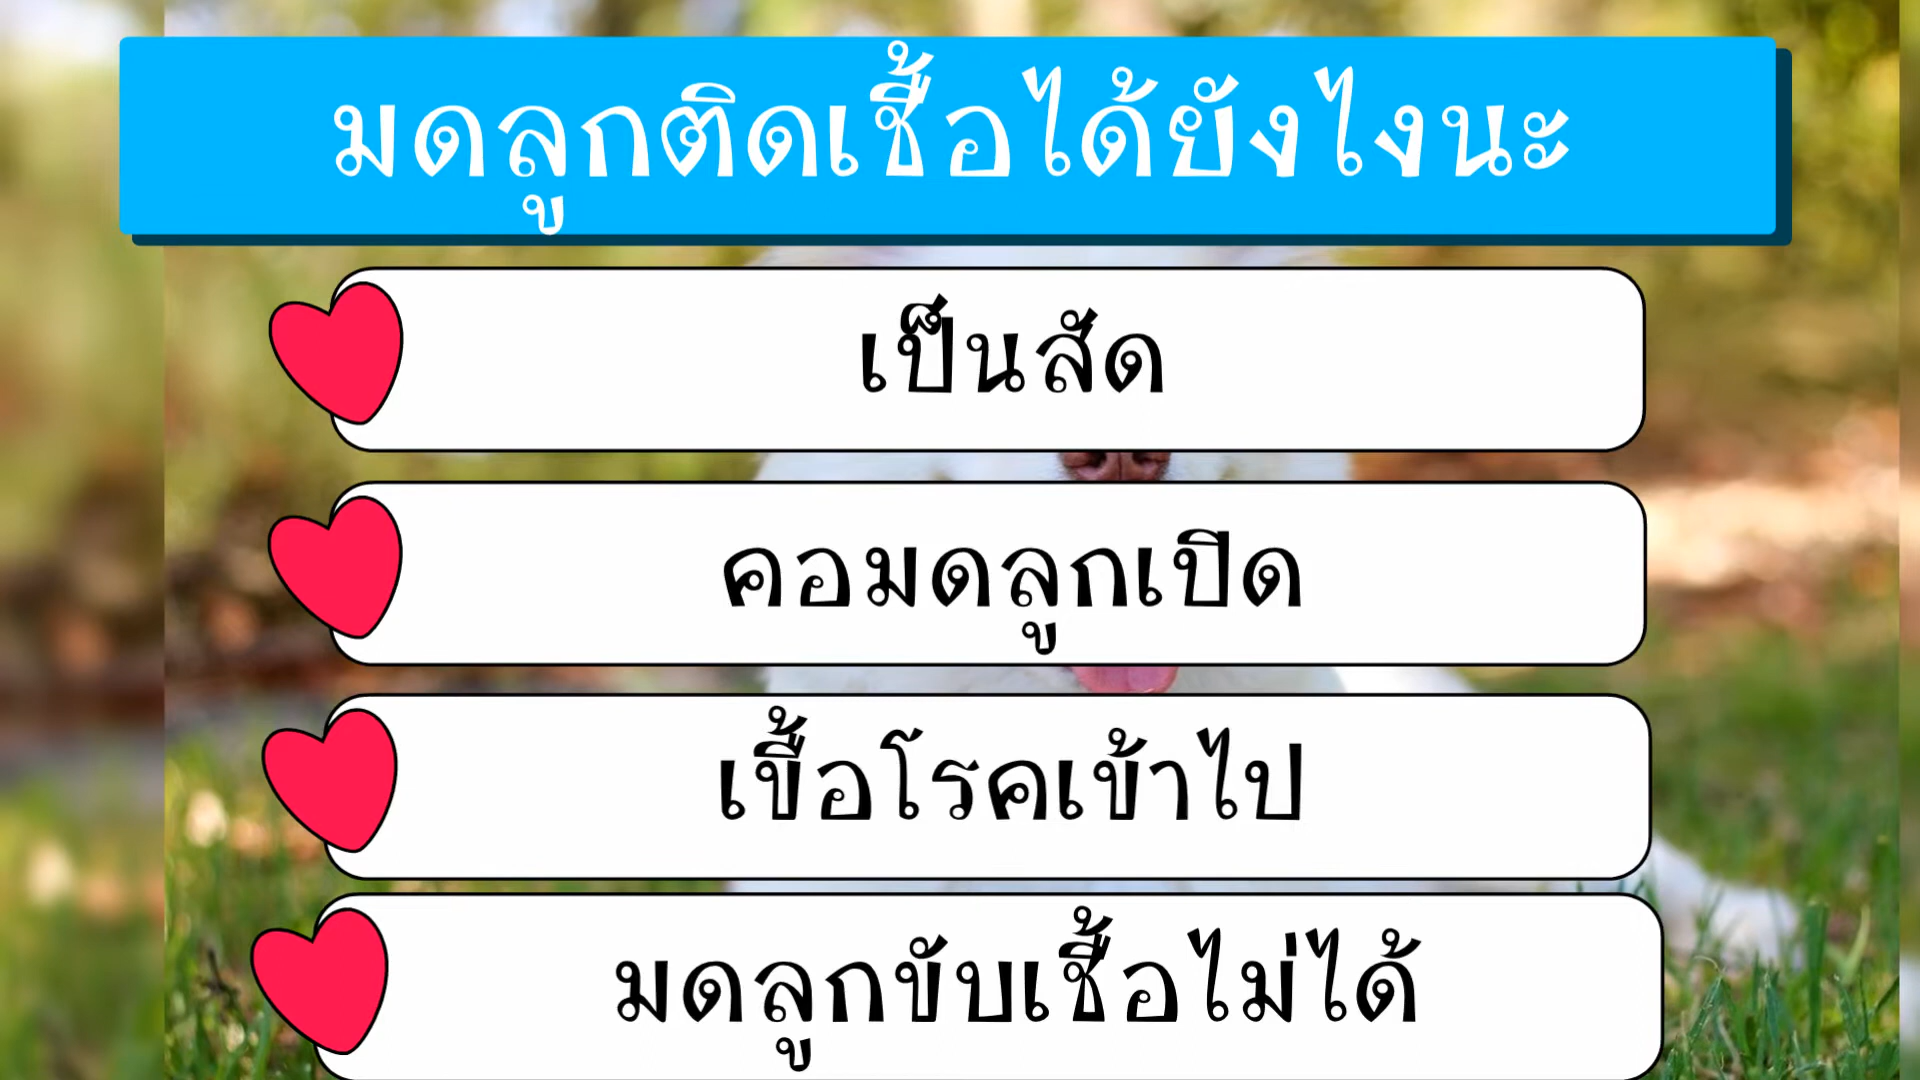 มดลูกติดเชื้อได้ยังไงนะ
เป็นสัด
คอมดลูกเปิด
เขื้อโรคเข้าไป
มดลูกขับเชื้อไม่ได้